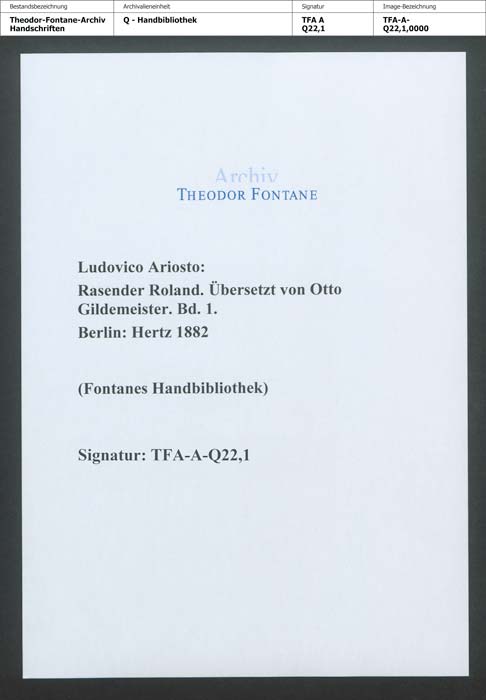 Bestandsbezeichnung
Archivalieneinheit
Signatur
Image-Bezeichnung
Theodor-Fontane-Archiv
Handschriften
Q - Handbibliothek
TFA A
Q22,1
TFA-A-
Q22,1,0000
Archiv
THEODOR FONTANE
Ludovico Ariosto:
Rasender Roland. Übersetzt von Otto
Gildemeister. Bd. 1.
Berlin: Hertz 1882
(Fontanes Handbibliothek)
Signatur: TFA-A-Q22,1